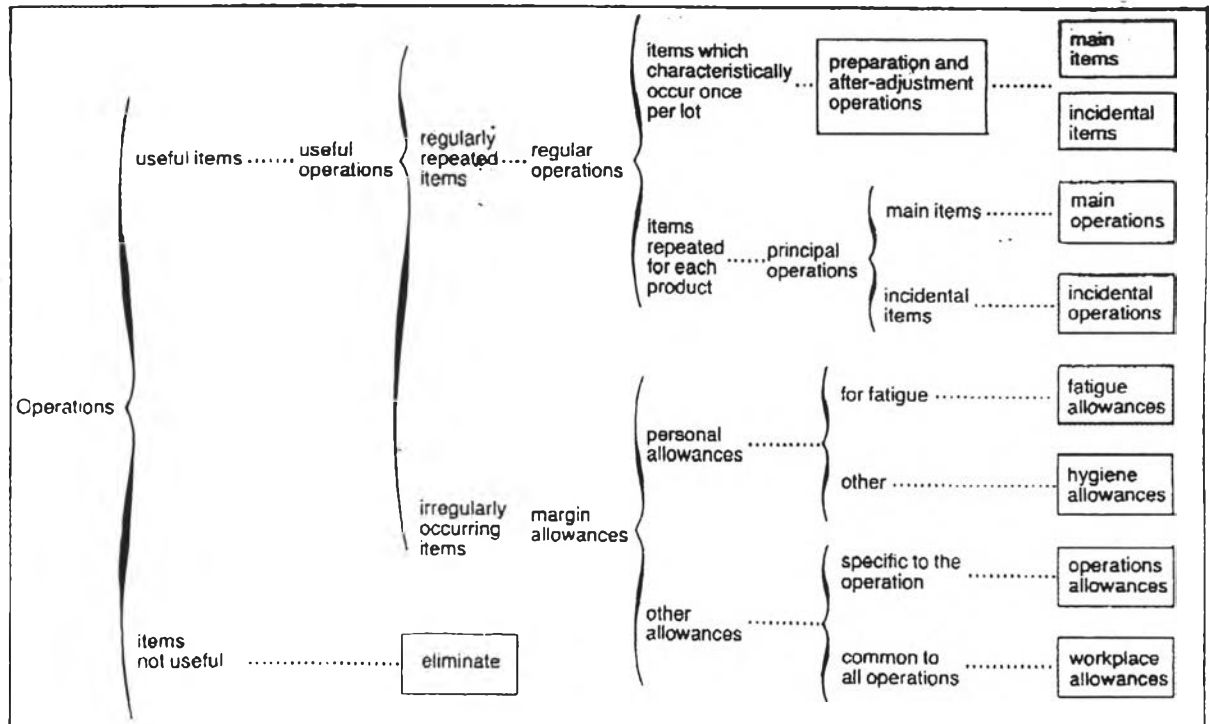 Operations
useful items
useful
operations
regularly
repeated
items
regular
operations
items which
characteristically
occur once
per lot
preparation and
after-adjustment
operations
main
items
incidental
items
items
repeated
for each
product
principal
operations
main items
main
operations
incidental
items
incidental
operations
irregularly
occurring
items
margin
allowances
personal
allowances
for fatigue
fatigue
allowances
other
hygiene
allowances
other
allowances
specific to the
operation
operations
allowances
common to
all operations
workplace
allowances
items
not useful
eliminate